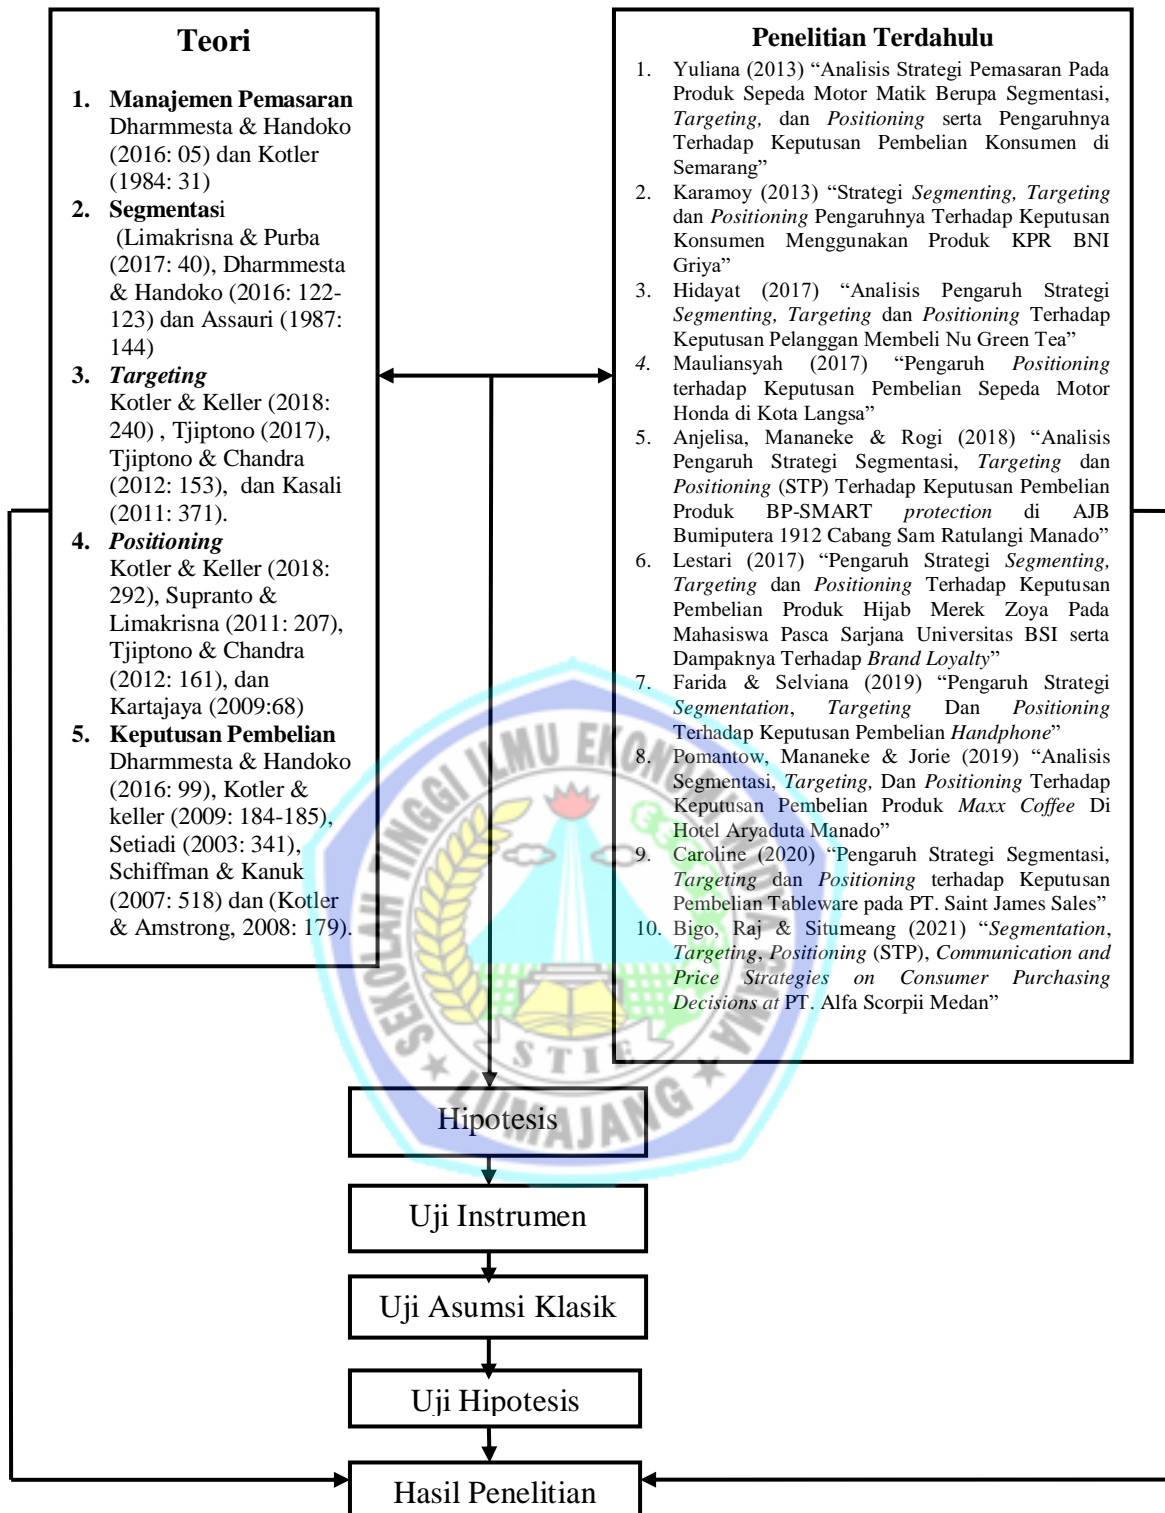 Teori
1. Manajemen Pemasaran
Dharmmesta & Handoko
(2016: 05) dan Kotler
(1984: 31)
2. Segmentasi
(Limakrisna & Purba
(2017: 40), Dharmmesta
& Handoko (2016: 122-
123) dan Assauri (1987:
144)
3. Targeting
Kotler & Keller (2018:
240) , Tjiptono (2017),
Tjiptono & Chandra
(2012: 153), dan Kasali
(2011: 371).
4. Positioning
Kotler & Keller (2018:
292), Supranto &
Limakrisna (2011: 207),
Tjiptono & Chandra
(2012: 161), dan
Kartajaya (2009:68)
5. Keputusan Pembelian
Dharmmesta & Handoko
(2016: 99), Kotler &
keller (2009: 184-185),
Setiadi (2003: 341),
Schiffman & Kanuk
(2007: 518) dan (Kotler
& Amstrong, 2008: 179).
Penelitian Terdahulu
1. Yuliana (2013) “Analisis Strategi Pemasaran Pada
Produk Sepeda Motor Matik Berupa Segmentasi,
Targeting, dan Positioning serta Pengaruhnya
Terhadap Keputusan Pembelian Konsumen di
Semarang”
2. Karamoy (2013) “Strategi Segmenting, Targeting
dan Positioning Pengaruhnya Terhadap Keputusan
Konsumen Menggunakan Produk KPR BNI
Griya”
3. Hidayat (2017) “Analisis Pengaruh Strategi
Segmenting, Targeting dan Positioning Terhadap
Keputusan Pelanggan Membeli Nu Green Tea”
4. Mauliansyah (2017) “Pengaruh Positioning
terhadap Keputusan Pembelian Sepeda Motor
Honda di Kota Langsa”
5. Anjelisa, Mananeke & Rogi (2018) “Analisis
Pengaruh Strategi Segmentasi, Targeting dan
Positioning (STP) Terhadap Keputusan Pembelian
Produk BP-SMART protection di AJB
Bumiputera 1912 Cabang Sam Ratulangi Manado”
6. Lestari (2017) “Pengaruh Strategi Segmenting,
Targeting dan Positioning Terhadap Keputusan
Pembelian Produk Hijab Merek Zoya Pada
Mahasiswa Pasca Sarjana Universitas BSI serta
Dampaknya Terhadap Brand Loyalty”
7. Farida & Selviana (2019) “Pengaruh Strategi
Segmentation, Targeting Dan Positioning
Terhadap Keputusan Pembelian Handphone”
8. Pomantow, Mananeke & Jorie (2019) “Analisis
Segmentasi, Targeting, Dan Positioning Terhadap
Keputusan Pembelian Produk Maxx Coffee Di
Hotel Aryaduta Manado”
9. Caroline (2020) “Pengaruh Strategi Segmentasi,
Targeting dan Positioning terhadap Keputusan
Pembelian Tableware pada PT. Saint James Sales”
10. Bigo, Raj & Situmeang (2021) “Segmentation,
Targeting, Positioning (STP), Communication and
Price Strategies on Consumer Purchasing
Decisions at PT. Alfa Scorpii Medan”
SEKOLAH TINGGI ILMU EKONOMI WIDYA GAMA
STIE
LUMAJANG
Hipotesis
Uji Instrumen
Uji Asumsi Klasik
Uji Hipotesis
Hasil Penelitian